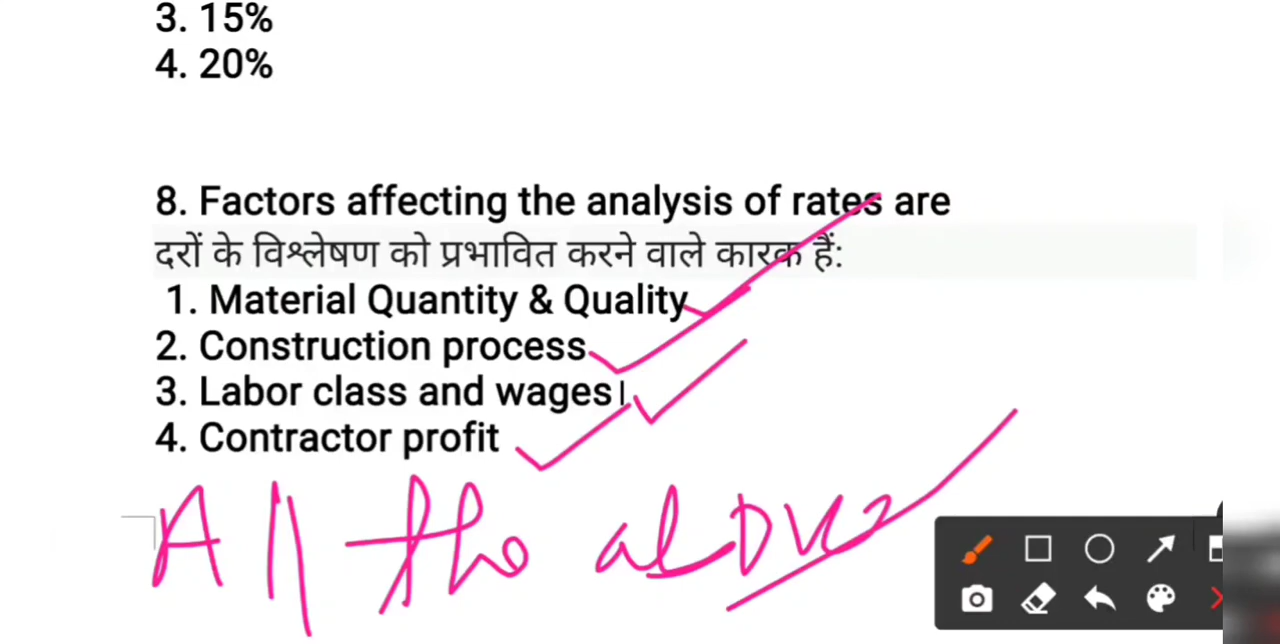 3. 15%
4. 20%
8. Factors affecting the analysis of rates are
दरों के विश्लेषण को प्रभावित करने वाले कारक हैं:
1. Material Quantity & Quality
2. Construction process
3. Labor class and wages
4. Contractor profit
All the above